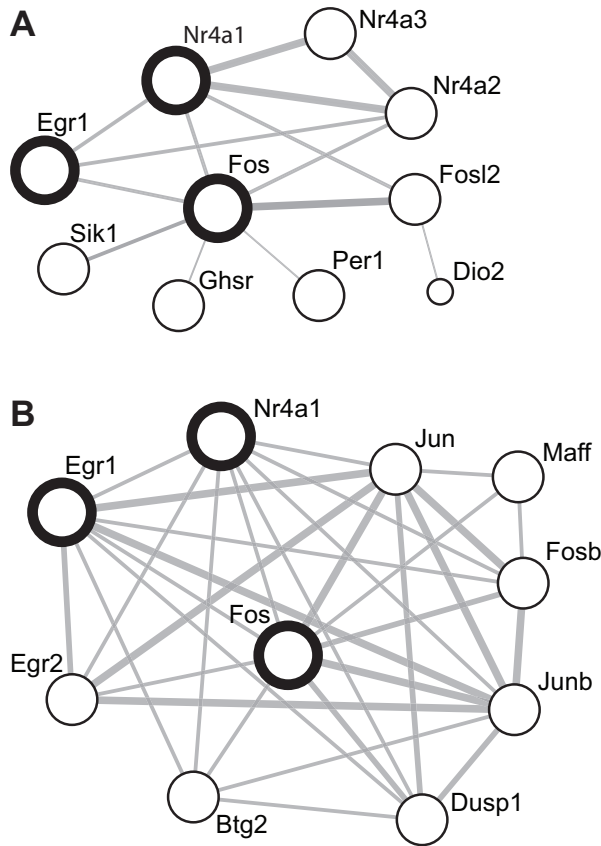 A
Nr4a1
Nr4a3
Nr4a2
Egr1
Fos
Fosl2
Sik1
Ghsr
Per1
Dio2
B
Nr4a1
Egr1
Jun
Maff
Fosb
Fos
Egr2
Junb
Btg2
Dusp1